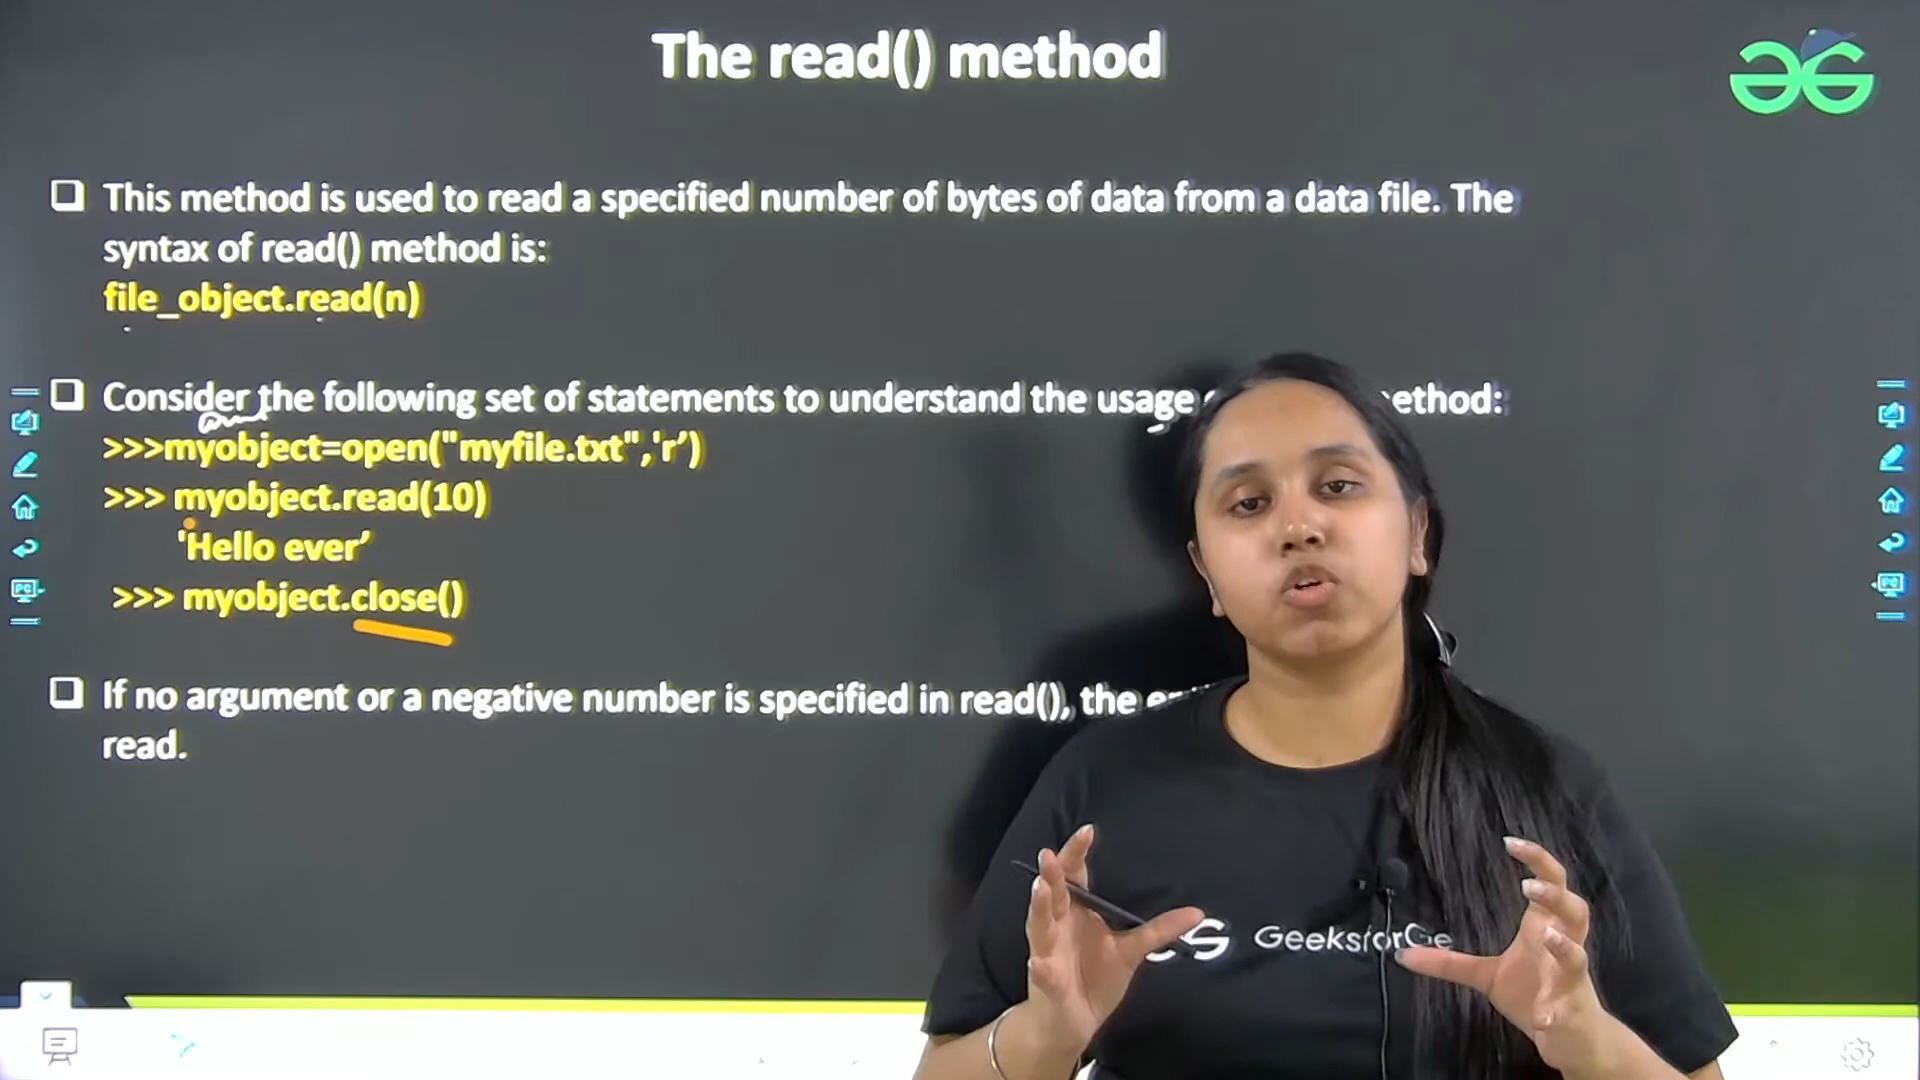 The read() method
This method is used to read a specified number of bytes of data from a data file. The
syntax of read() method is:
file_object.read(n)
Consider the following set of statements to understand the usage ethod:
>>>myobject=open("myfile.txt",'r’)
>>> myobject.read(10)
'Hello ever’
>>> myobject.close()
If no argument or a negative number is specified in read(), the
read.
GeeksforGe
PC
PC